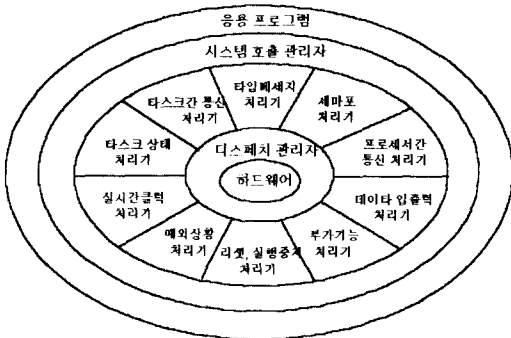 응용 프로그램
시스템 호출 관리자
타임메세지
처리기
세마포
처리기
프로세서간
통신 처리기
데이타 입출력
처리기
부가기능
처리기
리셋, 실행중지
처리기
예외상황
처리기
실시간클럭
처리기
타스크 상태
처리기
타스크간 통신
처리기
디스페치 관리자
하드웨어